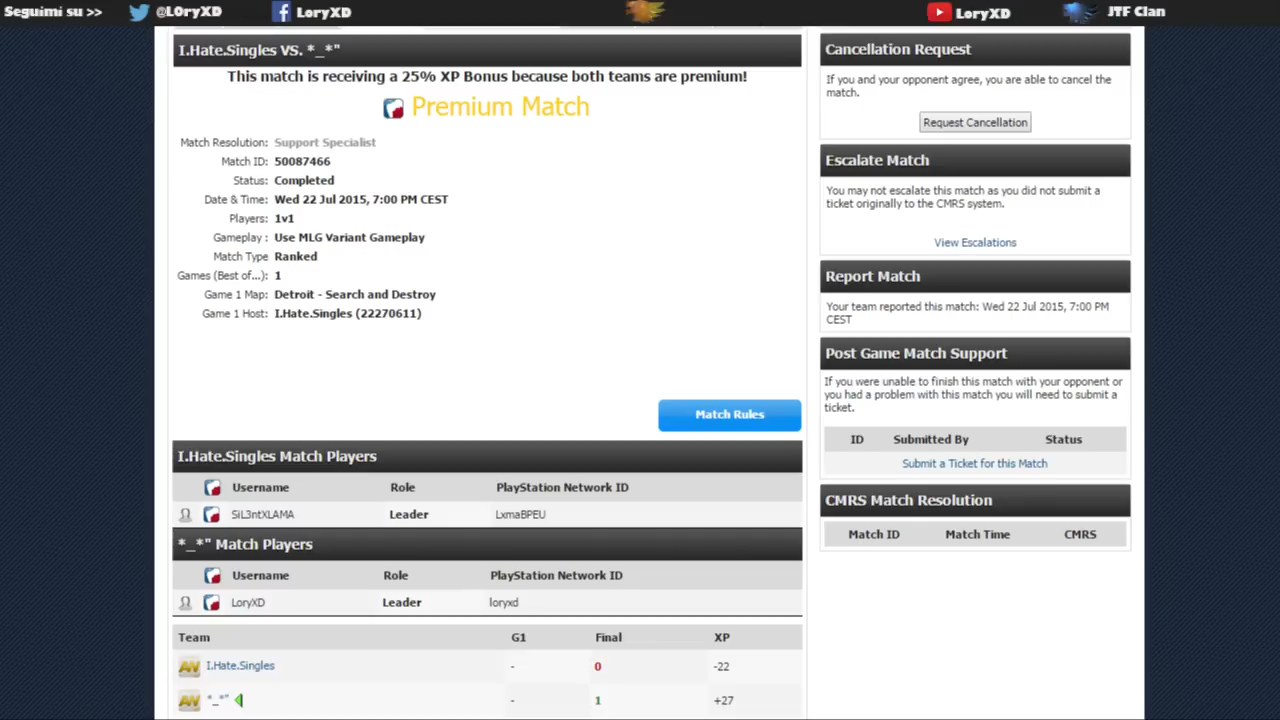 Seguimi su >> @L0ryXD LoryXD LoryXD JTF Clan
I.Hate.Singles VS. *_*"
This match is receiving a 25% XP Bonus because both teams are premium!
Premium Match
Match Resolution: Support Specialist
Match ID: 50087466
Status: Completed
Date & Time: Wed 22 Jul 2015, 7:00 PM CEST
Players: 1v1
Gameplay : Use MLG Variant Gameplay
Match Type Ranked
Games (Best of...): 1
Game 1 Map: Detroit - Search and Destroy
Game 1 Host: I.Hate.Singles (22270611)
Match Rules
I.Hate.Singles Match Players
Username Role PlayStation Network ID
SiL3ntXLAMA Leader LxmaBPEU
*_*" Match Players
Username Role PlayStation Network ID
LoryXD Leader loryxd
Team G1 Final XP
AW I.Hate.Singles - 0 -22
AW *_*" - 1 +27
Cancellation Request
If you and your opponent agree, you are able to cancel the
match.
Request Cancellation
Escalate Match
You may not escalate this match as you did not submit a
ticket originally to the CMRS system.
View Escalations
Report Match
Your team reported this match: Wed 22 Jul 2015, 7:00 PM
CEST
Post Game Match Support
If you were unable to finish this match with your opponent or
you had a problem with this match you will need to submit a
ticket.
ID Submitted By Status
Submit a Ticket for this Match
CMRS Match Resolution
Match ID Match Time CMRS